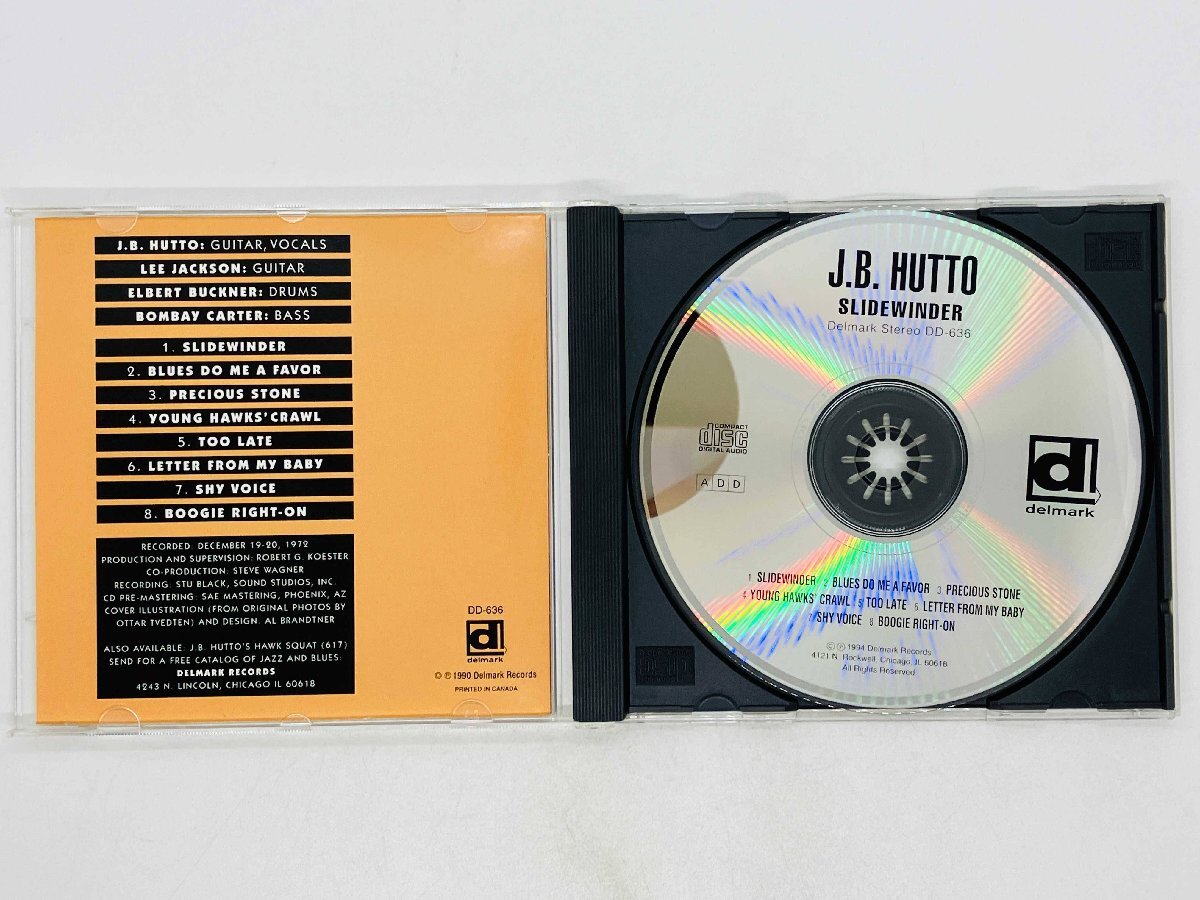 J.B. HUTTO: GUITAR, VOCALS
LEE JACKSON: GUITAR
ELBERT BUCKNER: DRUMS
BOMBAY CARTER: BASS
1. SLIDEWINDER
2. BLUES DO ME A FAVOR
3. PRECIOUS STONE
4. YOUNG HAWKS' CRAWL
5. TOO LATE
6. LETTER FROM MY BABY
7. SHY VOICE
8. BOOGIE RIGHT-ON
RECORDED: DECEMBER 19-20, 1972
PRODUCTION AND SUPERVISION: ROBERT G. KOESTER
CO-PRODUCTION: STEVE WAGNER
RECORDING: STU BLACK, SOUND STUDIOS, INC.
CD PRE-MASTERING: SAE MASTERING, PHOENIX, AZ
COVER ILLUSTRATION (FROM ORIGINAL PHOTOS BY
OTTAR TVEDTEN) AND DESIGN: AL BRANDTNER
ALSO AVAILABLE: J.B. HUTTO'S HAWK SQUAT (617)
SEND FOR A FREE CATALOG OF JAZZ AND BLUES:
DELMARK RECORDS
4243 N. LINCOLN, CHICAGO IL 60618
DD-636
delmark
© ℗ 1990 Delmark Records
PRINTED IN CANADA
J.B. HUTTO
SLIDEWINDER
Delmark Stereo DD-636
COMPACT
disc
DIGITAL AUDIO
A D D
delmark
1 SLIDEWINDER 2 BLUES DO ME A FAVOR 3 PRECIOUS STONE
4 YOUNG HAWKS' CRAWL 5 TOO LATE 6 LETTER FROM MY BABY
7 SHY VOICE 8 BOOGIE RIGHT-ON
© ℗ 1994 Delmark Records
4121 N. Rockwell, Chicago, IL 60618
All Rights Reserved